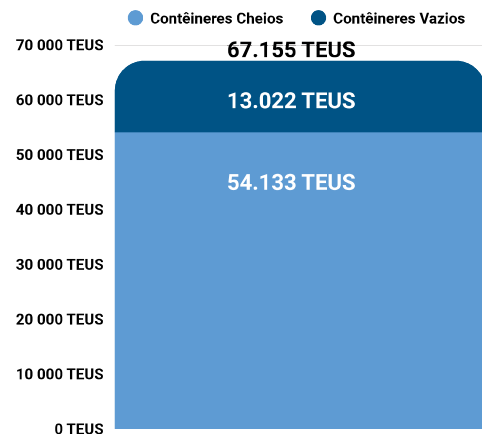 Contêineres Cheios Contêineres Vazios
70 000 TEUS
67.155 TEUS
60 000 TEUS
13.022 TEUS
50 000 TEUS
54.133 TEUS
40 000 TEUS
30 000 TEUS
20 000 TEUS
10 000 TEUS
0 TEUS